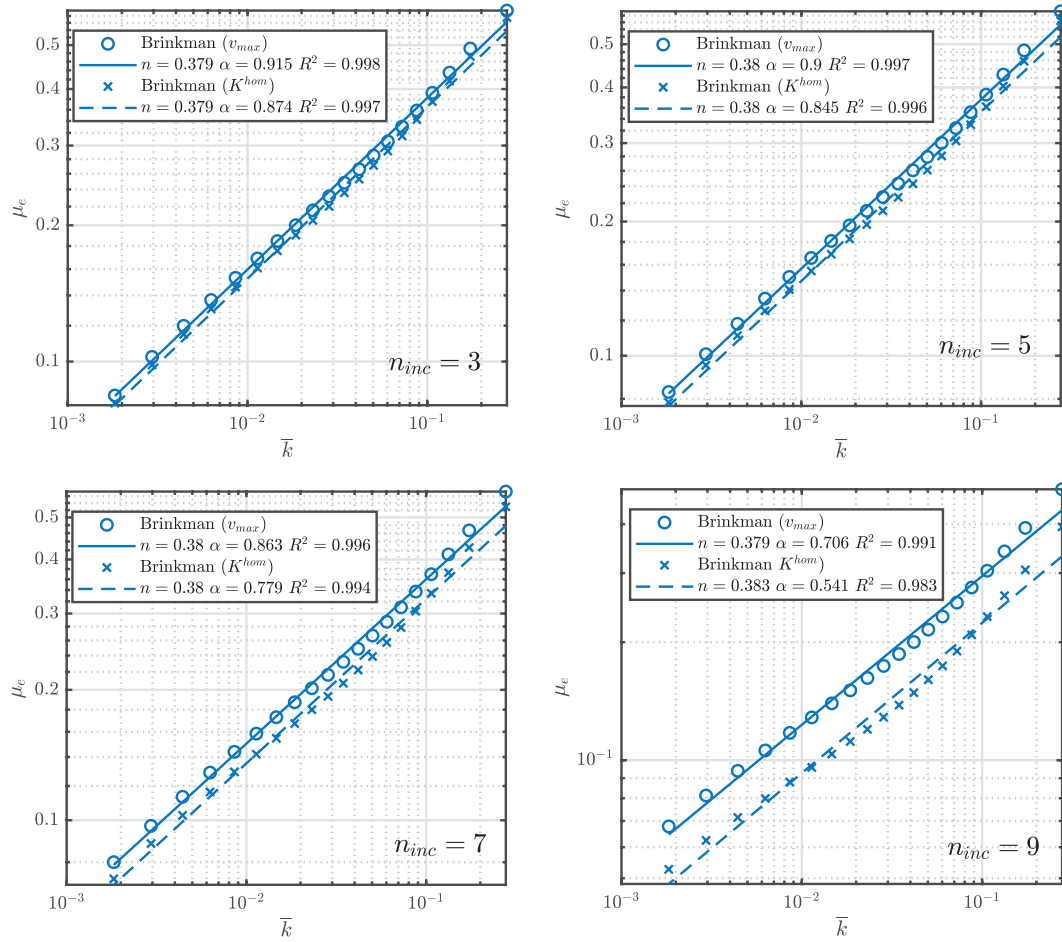 0.5
0.4
0.3
0.2
0.1
μ_e
Brinkman (v_max)
n = 0.379 α = 0.915 R² = 0.998
Brinkman (K^hom)
n = 0.379 α = 0.874 R² = 0.997
n_inc = 3
10⁻³ 10⁻² 10⁻¹
k̅
0.5
0.4
0.3
0.2
0.1
μ_e
Brinkman (v_max)
n = 0.38 α = 0.9 R² = 0.997
Brinkman (K^hom)
n = 0.38 α = 0.845 R² = 0.996
n_inc = 5
10⁻³ 10⁻² 10⁻¹
k̅
0.5
0.4
0.3
0.2
0.1
μ_e
Brinkman (v_max)
n = 0.38 α = 0.863 R² = 0.996
Brinkman (K^hom)
n = 0.38 α = 0.779 R² = 0.994
n_inc = 7
10⁻³ 10⁻² 10⁻¹
k̅
10⁻¹
μ_e
Brinkman (v_max)
n = 0.379 α = 0.706 R² = 0.991
Brinkman K^hom)
n = 0.383 α = 0.541 R² = 0.983
n_inc = 9
10⁻³ 10⁻² 10⁻¹
k̅